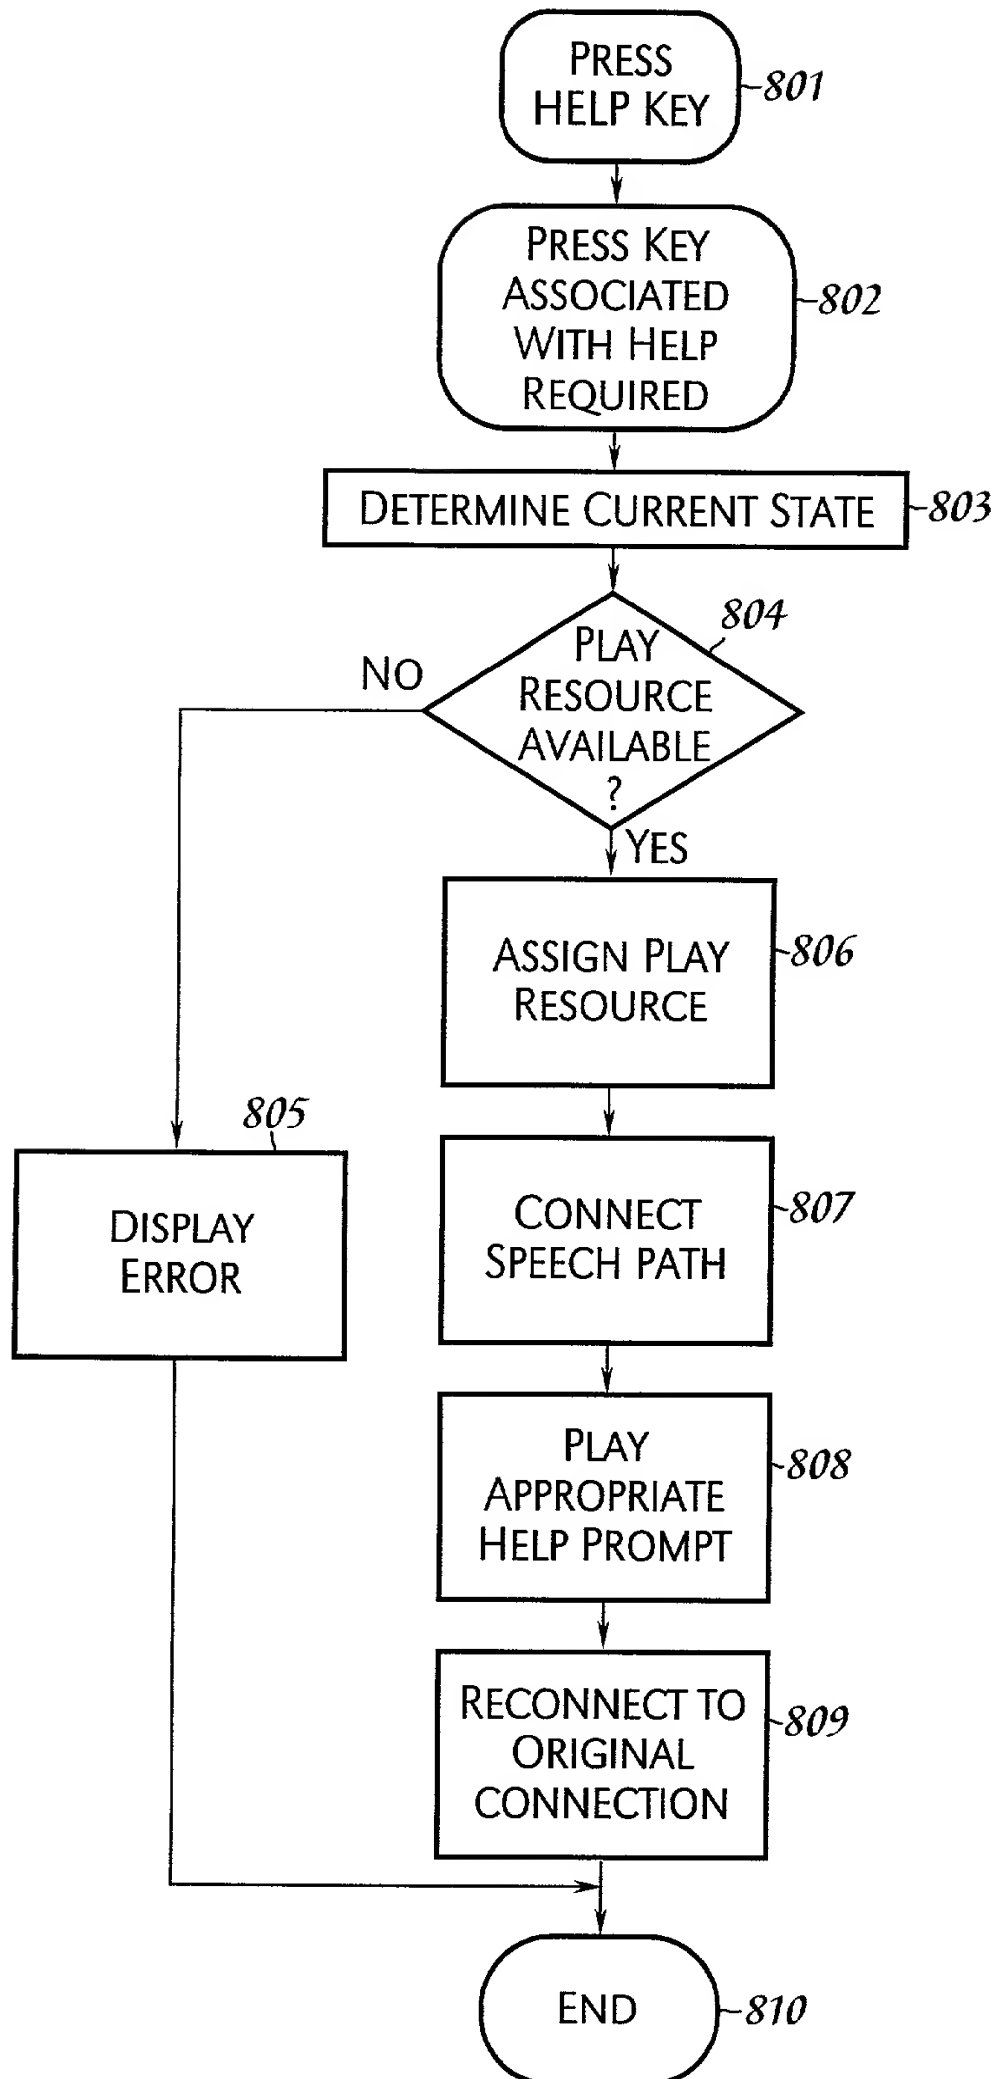 PRESS
HELP KEY
801
PRESS KEY
ASSOCIATED
WITH HELP
REQUIRED
802
DETERMINE CURRENT STATE
803
804
PLAY
RESOURCE
AVAILABLE
?
NO
YES
ASSIGN PLAY
RESOURCE
806
805
DISPLAY
ERROR
CONNECT
SPEECH PATH
807
PLAY
APPROPRIATE
HELP PROMPT
808
RECONNECT TO
ORIGINAL
CONNECTION
809
END
810